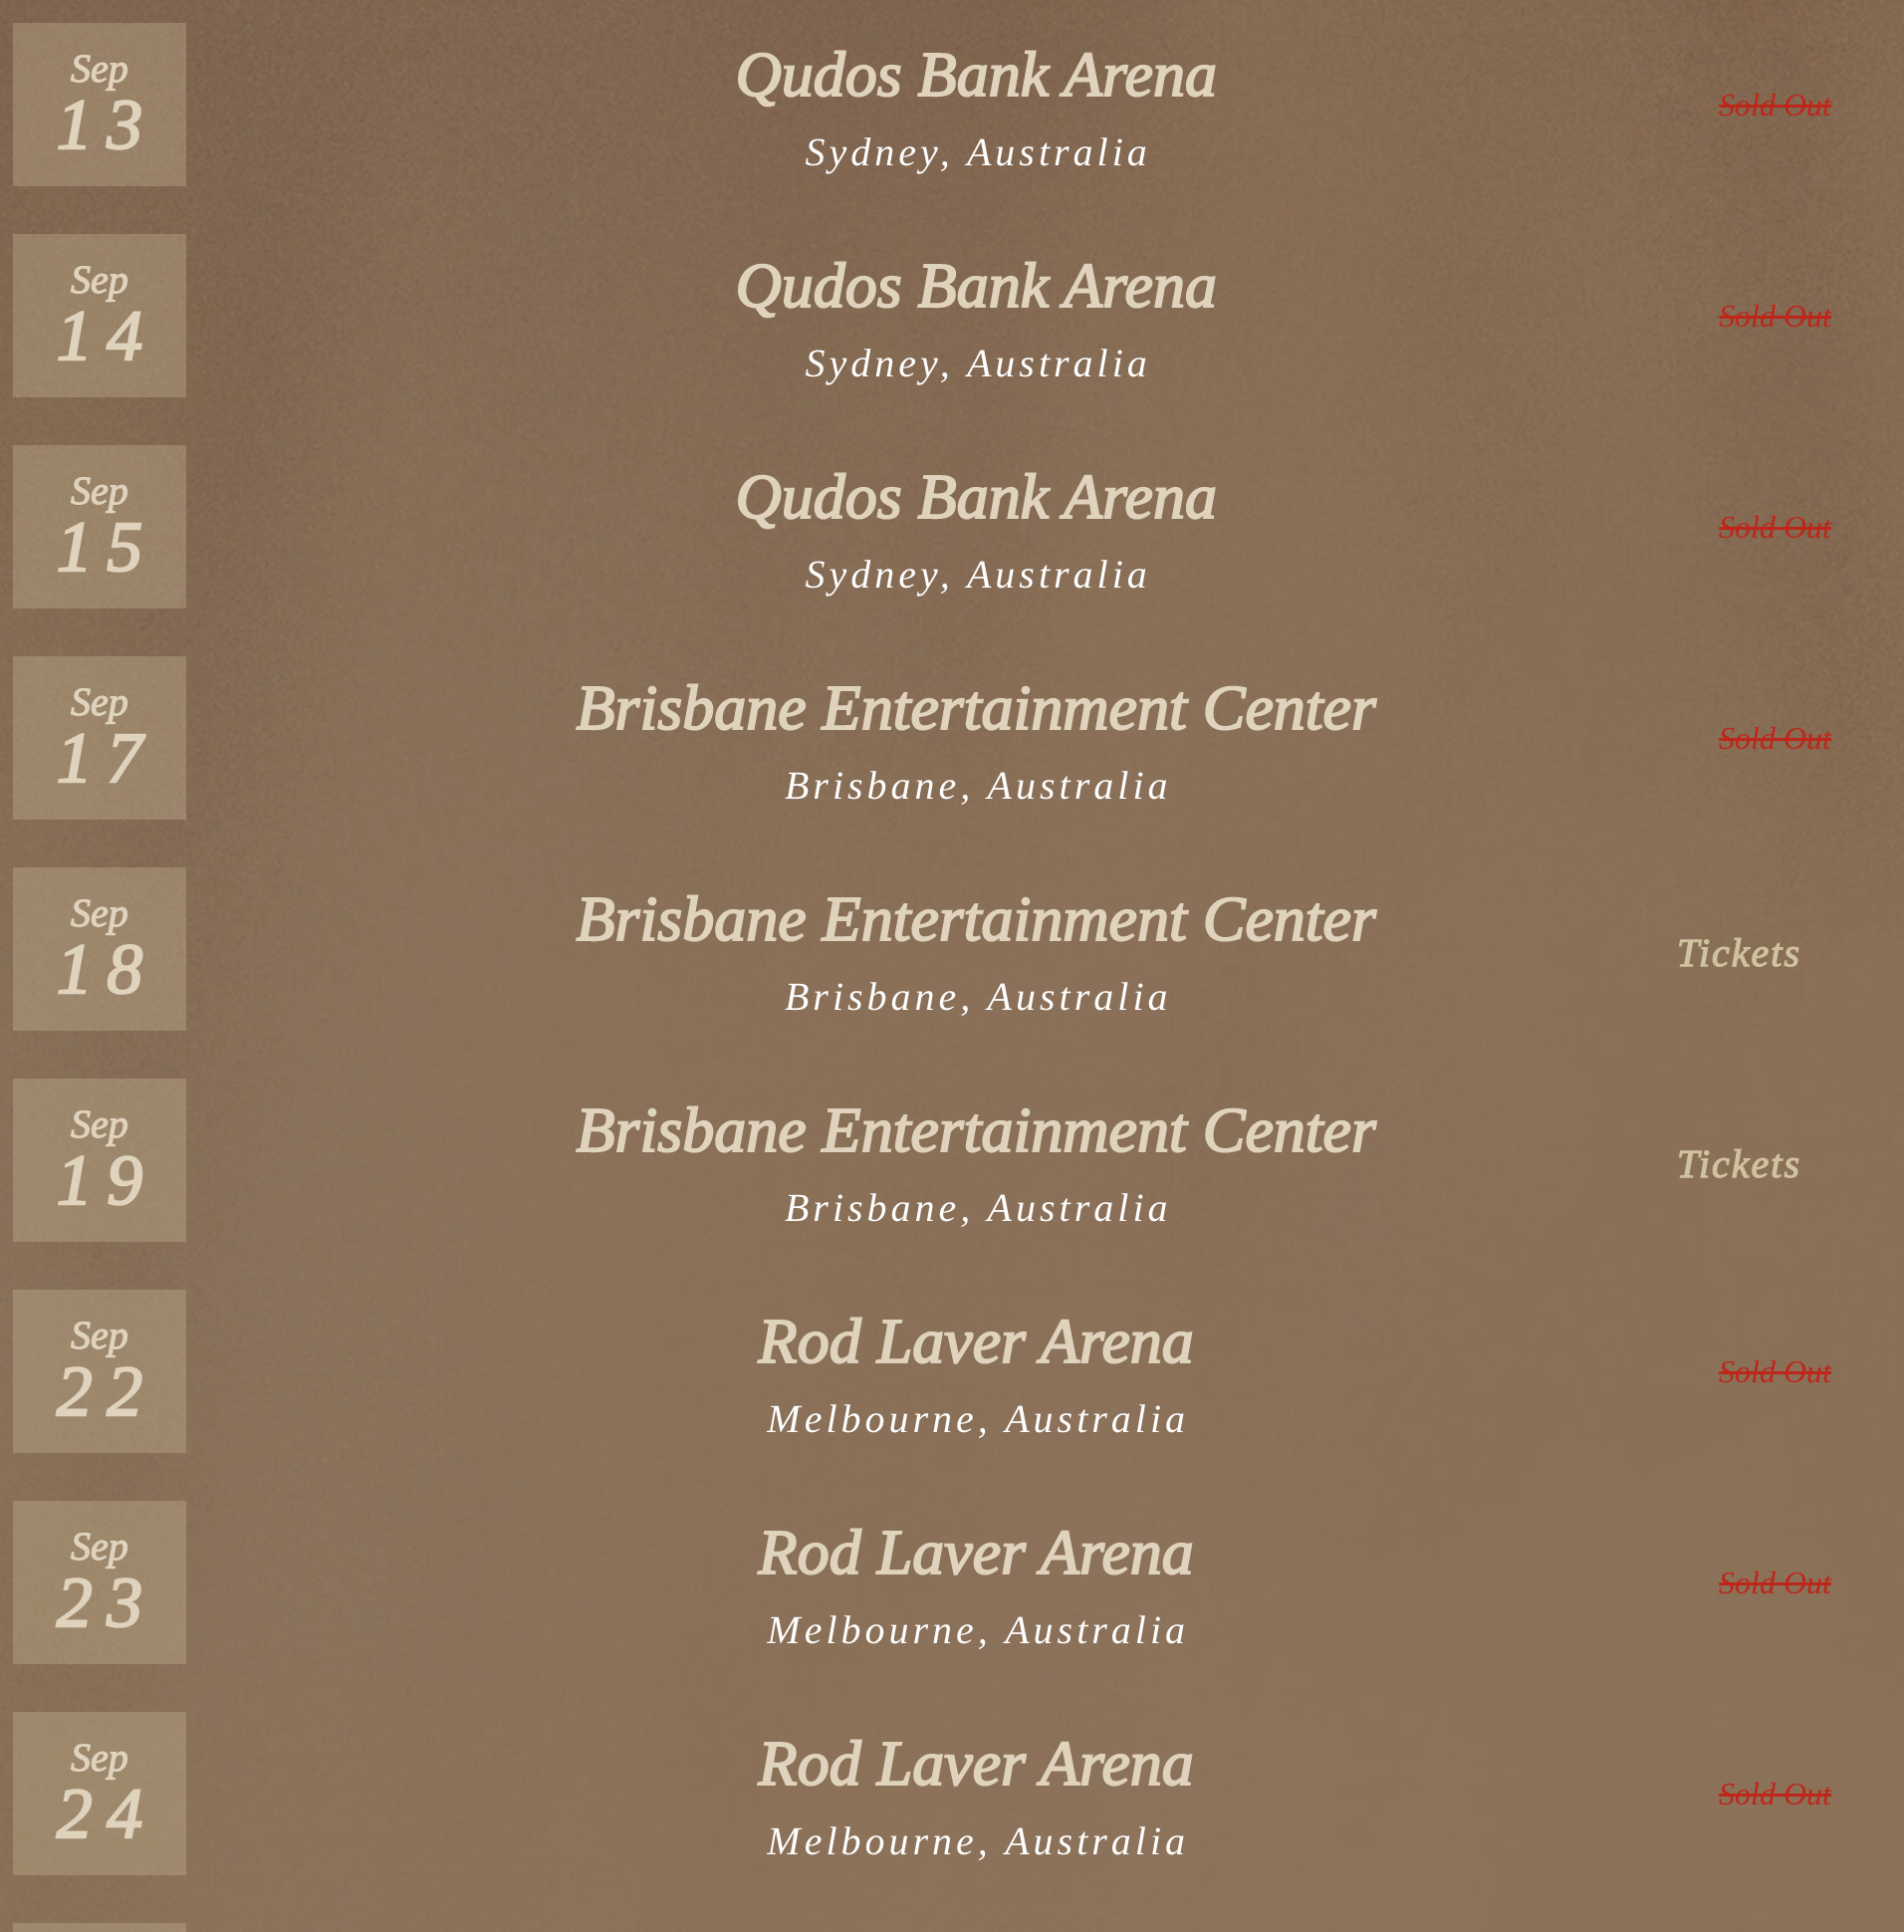 Sep
13
Qudos Bank Arena
Sydney, Australia
Sold Out
Sep
14
Qudos Bank Arena
Sydney, Australia
Sold Out
Sep
15
Qudos Bank Arena
Sydney, Australia
Sold Out
Sep
17
Brisbane Entertainment Center
Brisbane, Australia
Sold Out
Sep
18
Brisbane Entertainment Center
Brisbane, Australia
Tickets
Sep
19
Brisbane Entertainment Center
Brisbane, Australia
Tickets
Sep
22
Rod Laver Arena
Melbourne, Australia
Sold Out
Sep
23
Rod Laver Arena
Melbourne, Australia
Sold Out
Sep
24
Rod Laver Arena
Melbourne, Australia
Sold Out